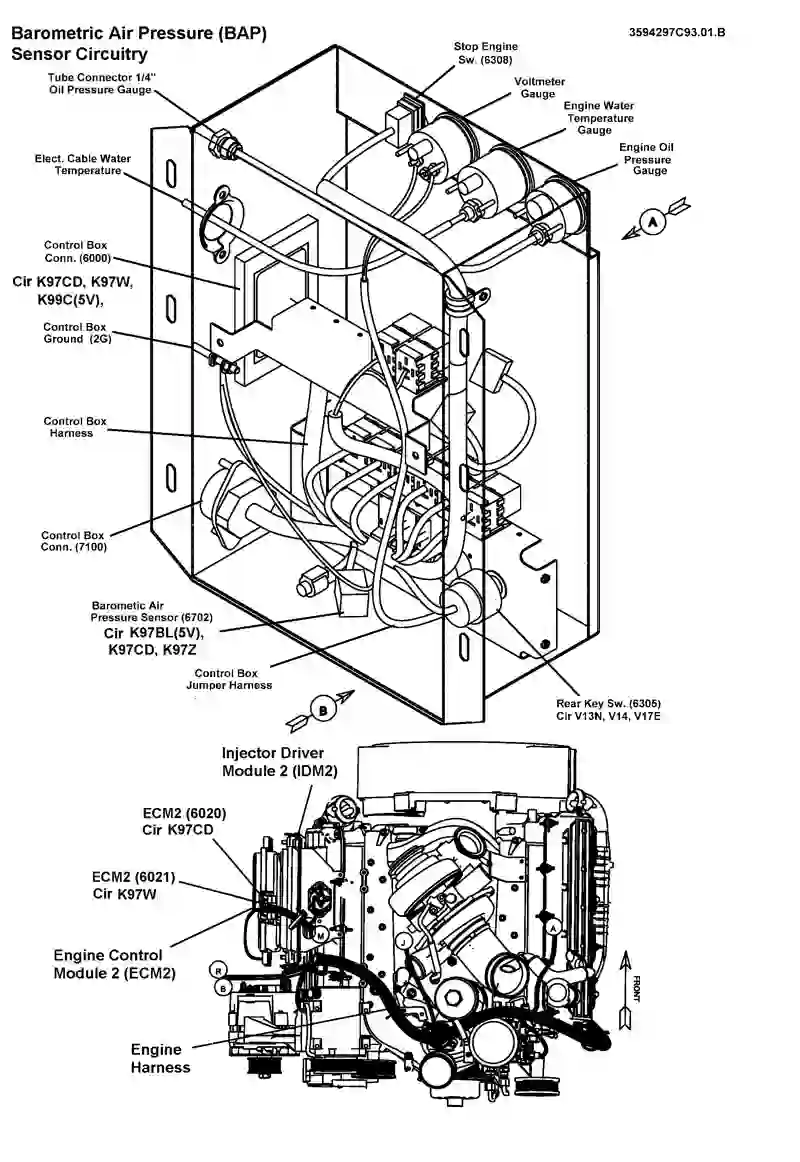 Barometric Air Pressure (BAP)
Sensor Circuitry
3594297C93.01.B
Stop Engine
Sw. (6308)
Tube Connector 1/4"
Oil Pressure Gauge
Voltmeter
Gauge
Engine Water
Temperature
Gauge
Engine Oil
Pressure
Gauge
Elect. Cable Water
Temperature
A
Control Box
Conn. (6000)
Cir K97CD, K97W,
K99C(5V),
Control Box
Ground (2G)
Control Box
Harness
Control Box
Conn. (7100)
Barometic Air
Pressure Sensor (6702)
Cir K97BL(5V),
K97CD, K97Z
Control Box
Jumper Harness
B
Rear Key Sw. (6305)
Cir V13N, V14, V17E
Injector Driver
Module 2 (IDM2)
ECM2 (6020)
Cir K97CD
ECM2 (6021)
Cir K97W
Engine Control
Module 2 (ECM2)
M
J
A
R
B
FRONT
Engine
Harness